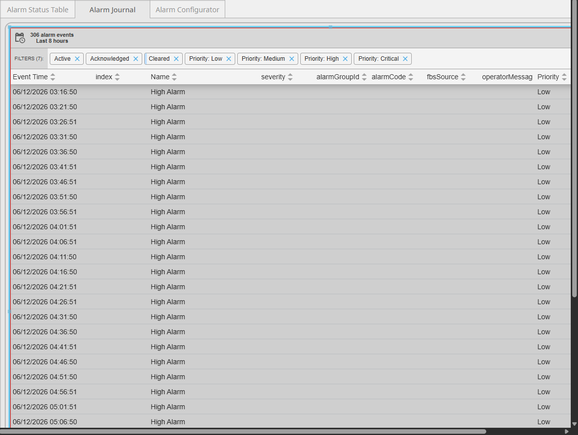 Alarm Status Table Alarm Journal Alarm Configurator
306 alarm events
Last 8 hours
FILTERS (7): Active Acknowledged Cleared Priority: Low Priority: Medium Priority: High Priority: Critical
Event Time index Name severity alarmGroupId alarmCode fbsSource operatorMessag Priority
06/12/2026 03:16:50 High Alarm Low
06/12/2026 03:21:50 High Alarm Low
06/12/2026 03:26:51 High Alarm Low
06/12/2026 03:31:50 High Alarm Low
06/12/2026 03:36:50 High Alarm Low
06/12/2026 03:41:51 High Alarm Low
06/12/2026 03:46:51 High Alarm Low
06/12/2026 03:51:50 High Alarm Low
06/12/2026 03:56:51 High Alarm Low
06/12/2026 04:01:51 High Alarm Low
06/12/2026 04:06:51 High Alarm Low
06/12/2026 04:11:50 High Alarm Low
06/12/2026 04:16:50 High Alarm Low
06/12/2026 04:21:51 High Alarm Low
06/12/2026 04:26:51 High Alarm Low
06/12/2026 04:31:50 High Alarm Low
06/12/2026 04:36:50 High Alarm Low
06/12/2026 04:41:51 High Alarm Low
06/12/2026 04:46:50 High Alarm Low
06/12/2026 04:51:50 High Alarm Low
06/12/2026 04:56:51 High Alarm Low
06/12/2026 05:01:51 High Alarm Low
06/12/2026 05:06:50 High Alarm Low